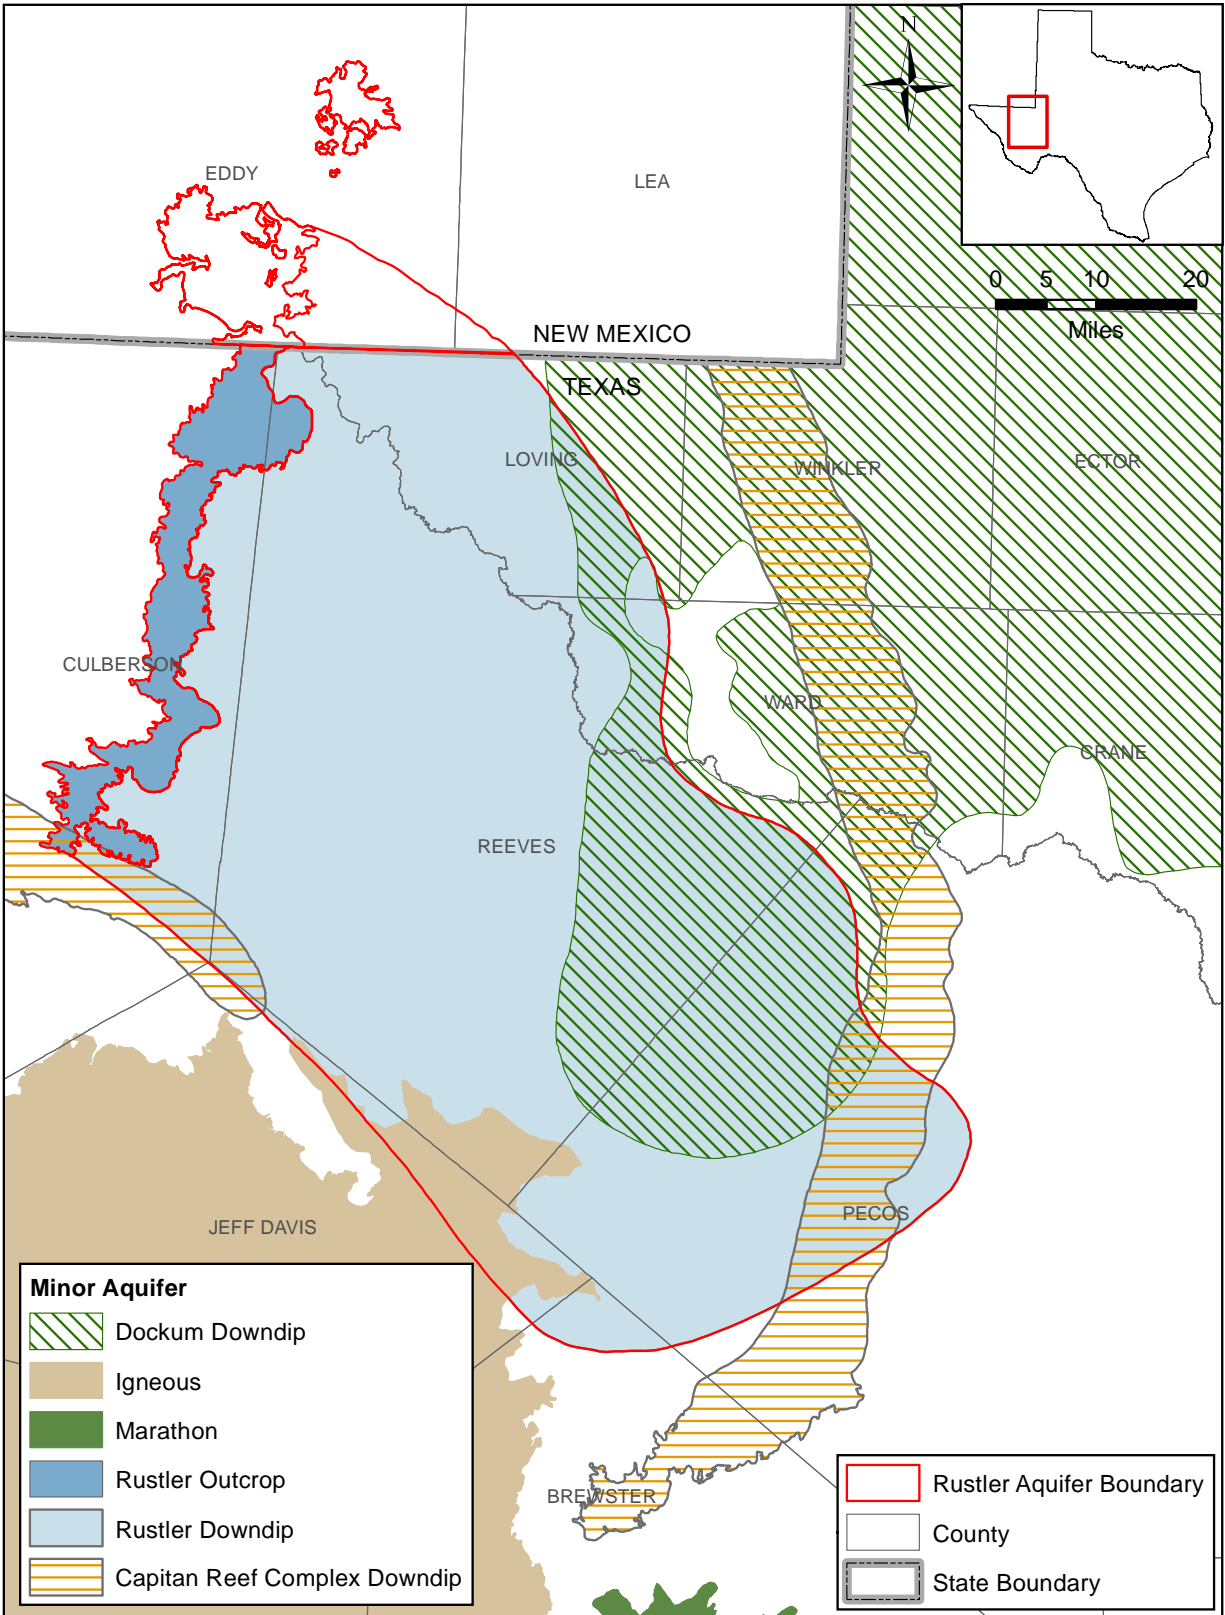 N
EDDY
LEA
0 5 10 20
Miles
NEW MEXICO
TEXAS
LOVING
WINKLER
ECTOR
CULBERSON
WARD
CRANE
REEVES
PECOS
JEFF DAVIS
BREWSTER
Minor Aquifer
Dockum Downdip
Igneous
Marathon
Rustler Outcrop
Rustler Downdip
Capitan Reef Complex Downdip
Rustler Aquifer Boundary
County
State Boundary